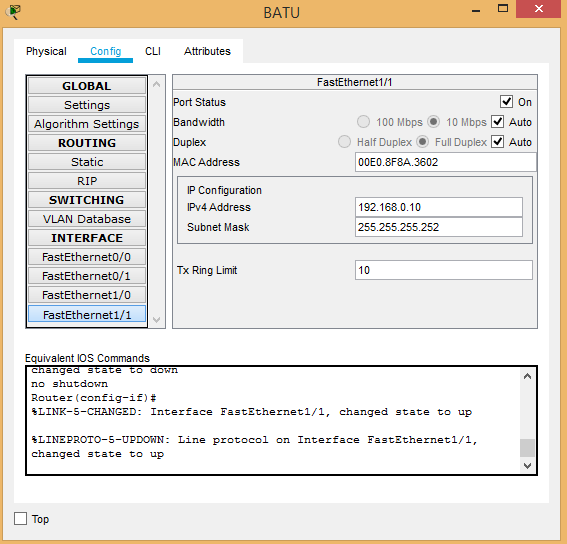 BATU
Physical Config CLI Attributes
GLOBAL
Settings
Algorithm Settings
ROUTING
Static
RIP
SWITCHING
VLAN Database
INTERFACE
FastEthernet0/0
FastEthernet0/1
FastEthernet1/0
FastEthernet1/1
FastEthernet1/1
Port Status On
Bandwidth 100 Mbps 10 Mbps Auto
Duplex Half Duplex Full Duplex Auto
MAC Address 00E0.8F8A.3602
IP Configuration
IPv4 Address 192.168.0.10
Subnet Mask 255.255.255.252
Tx Ring Limit 10
Equivalent IOS Commands
changed state to down
no shutdown
Router(config-if)#
%LINK-5-CHANGED: Interface FastEthernet1/1, changed state to up
%LINEPROTO-5-UPDOWN: Line protocol on Interface FastEthernet1/1,
changed state to up
Top